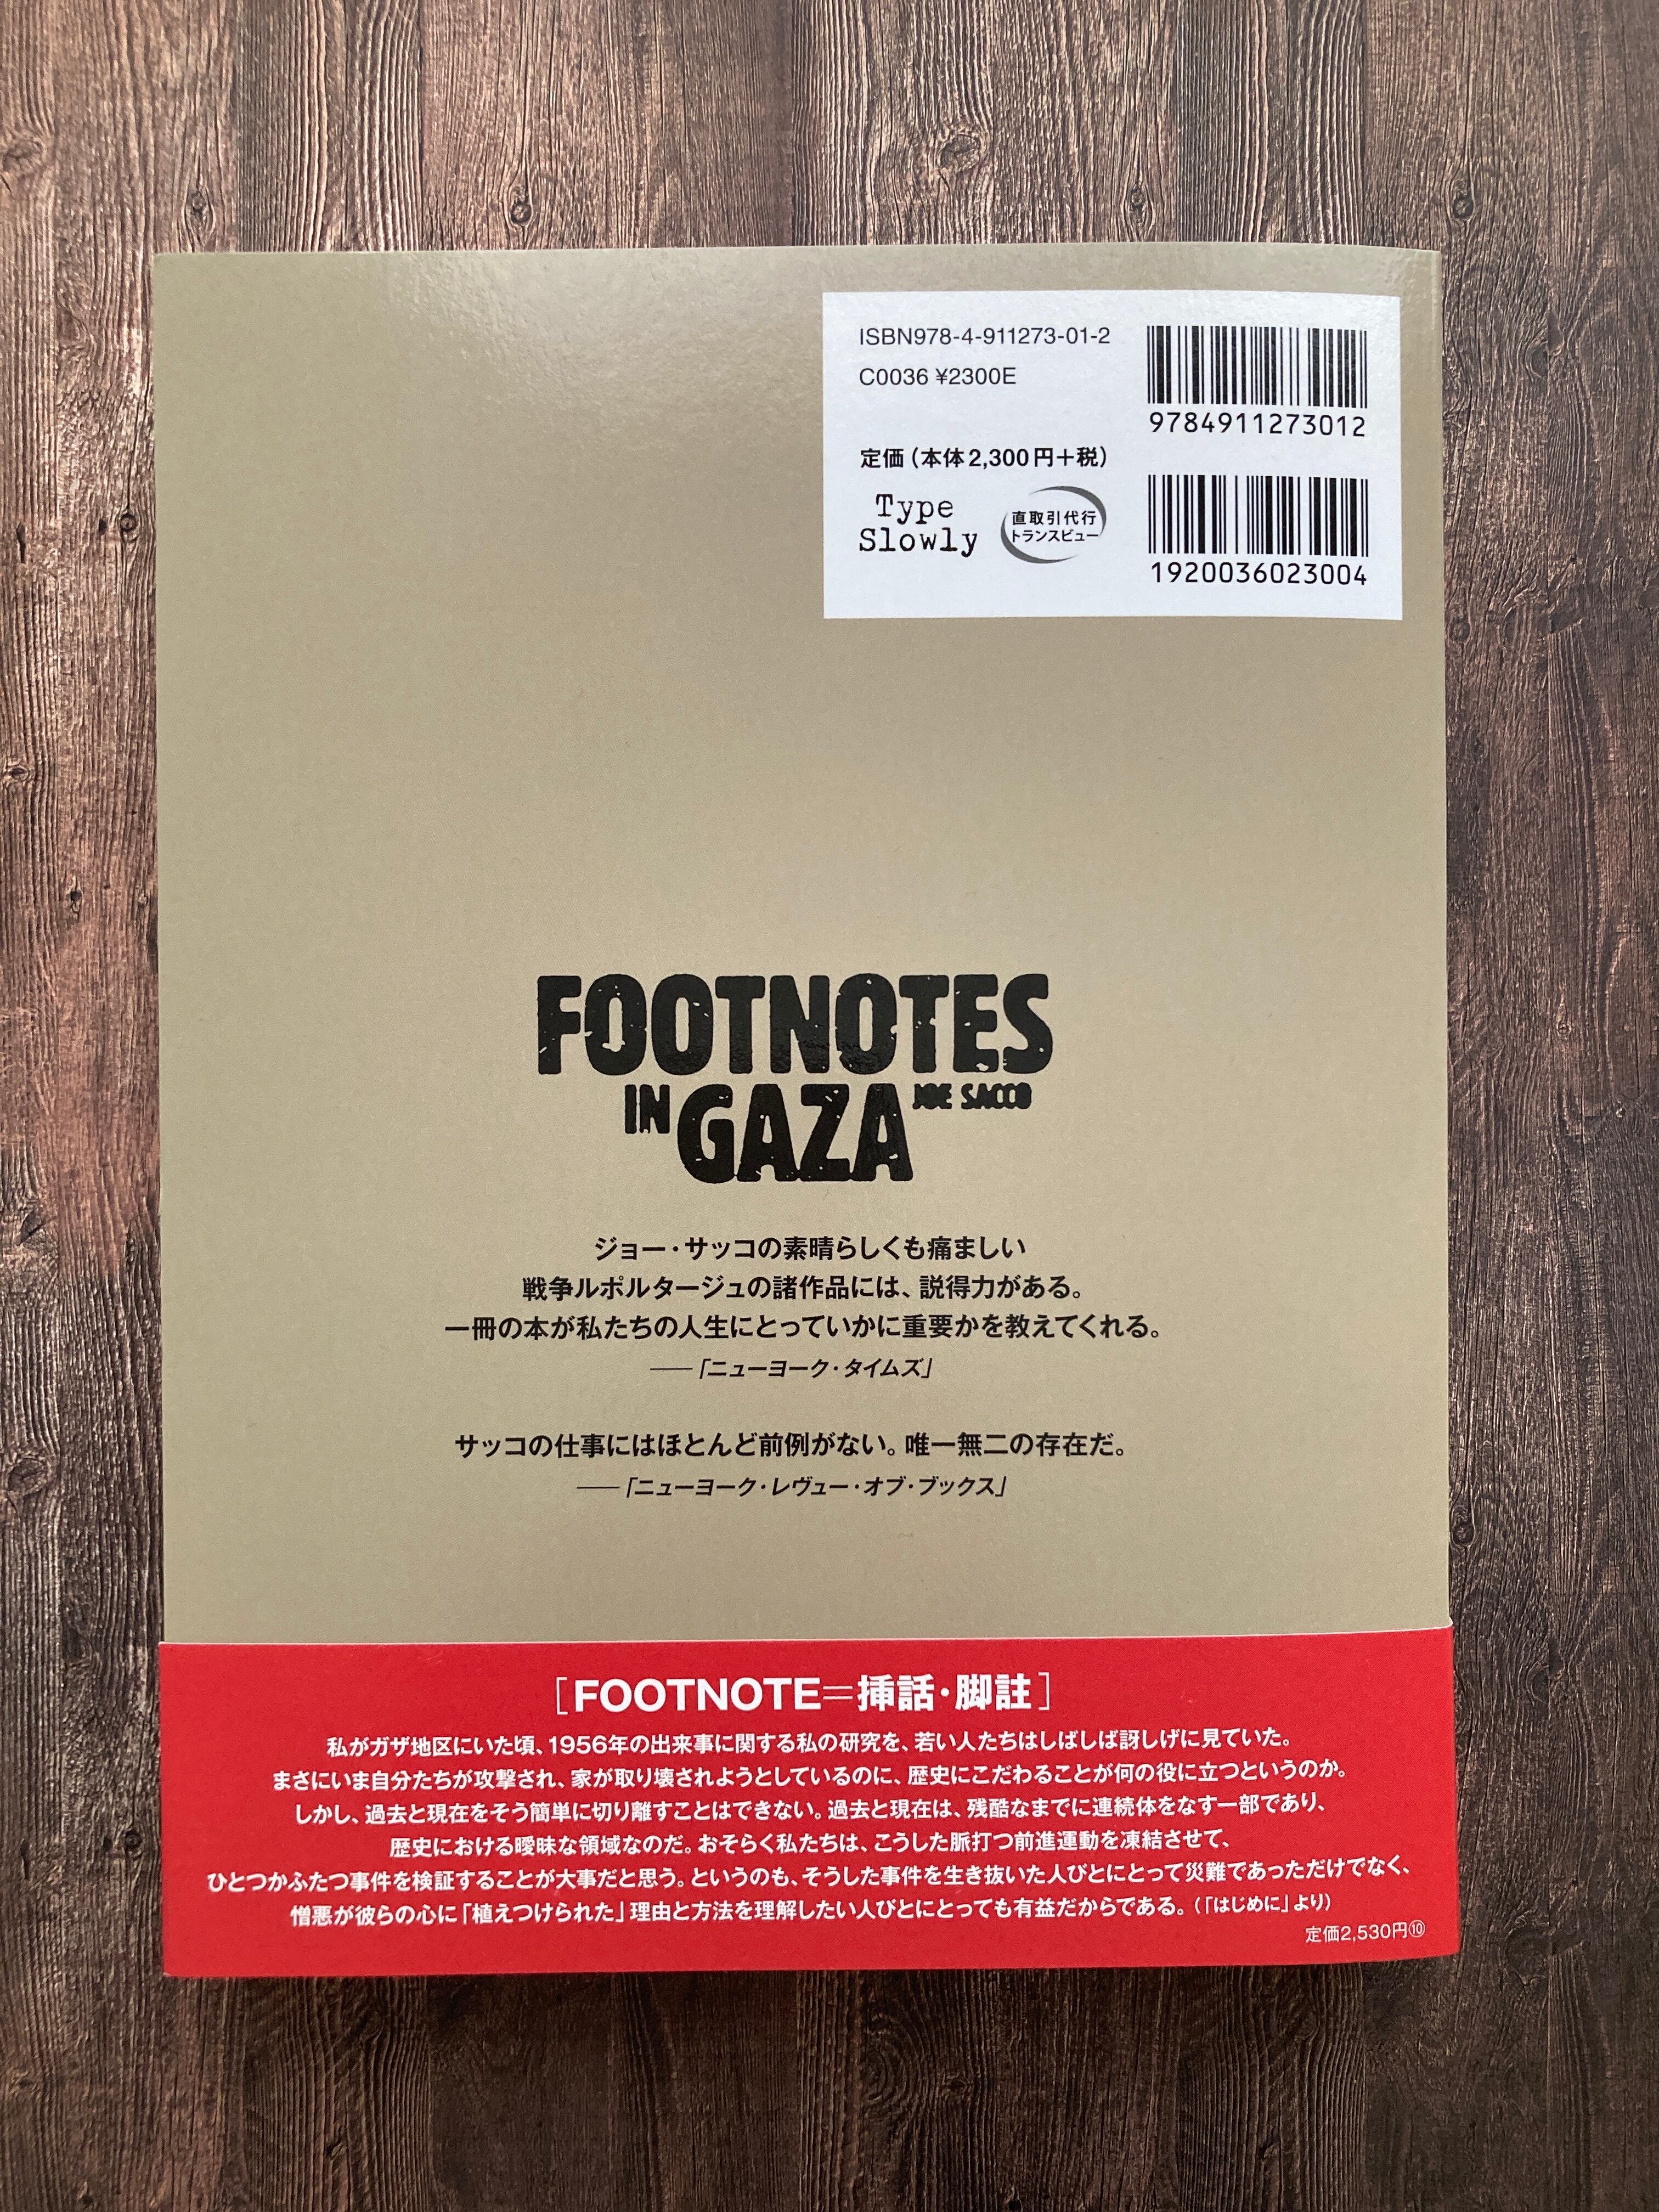 ISBN978-4-911273-01-2
C0036 ¥2300E
9784911273012
定価（本体2,300円＋税）
Type
Slowly
直取引代行
トランスビュー
1920036023004
FOOTNOTES
IN GAZA JOE SACCO
ジョー・サッコの素晴らしくも痛ましい
戦争ルポルタージュの諸作品には、説得力がある。
一冊の本が私たちの人生にとっていかに重要かを教えてくれる。
――「ニューヨーク・タイムズ」
サッコの仕事にはほとんど前例がない。唯一無二の存在だ。
――「ニューヨーク・レヴュー・オブ・ブックス」
［FOOTNOTE＝挿話・脚註］
私がガザ地区にいた頃、1956年の出来事に関する私の研究を、若い人たちはしばしば訝しげに見ていた。
まさにいま自分たちが攻撃され、家が取り壊されようとしているのに、歴史にこだわることが何の役に立つというのか。
しかし、過去と現在をそう簡単に切り離すことはできない。過去と現在は、残酷なまでに連続体をなす一部であり、
歴史における曖昧な領域なのだ。おそらく私たちは、こうした脈打つ前進運動を凍結させて、
ひとつかふたつ事件を検証することが大事だと思う。というのも、そうした事件を生き抜いた人びとにとって災難であっただけでなく、
憎悪が彼らの心に「植えつけられた」理由と方法を理解したい人びとにとっても有益だからである。（「はじめに」より）
定価2,530円⑩